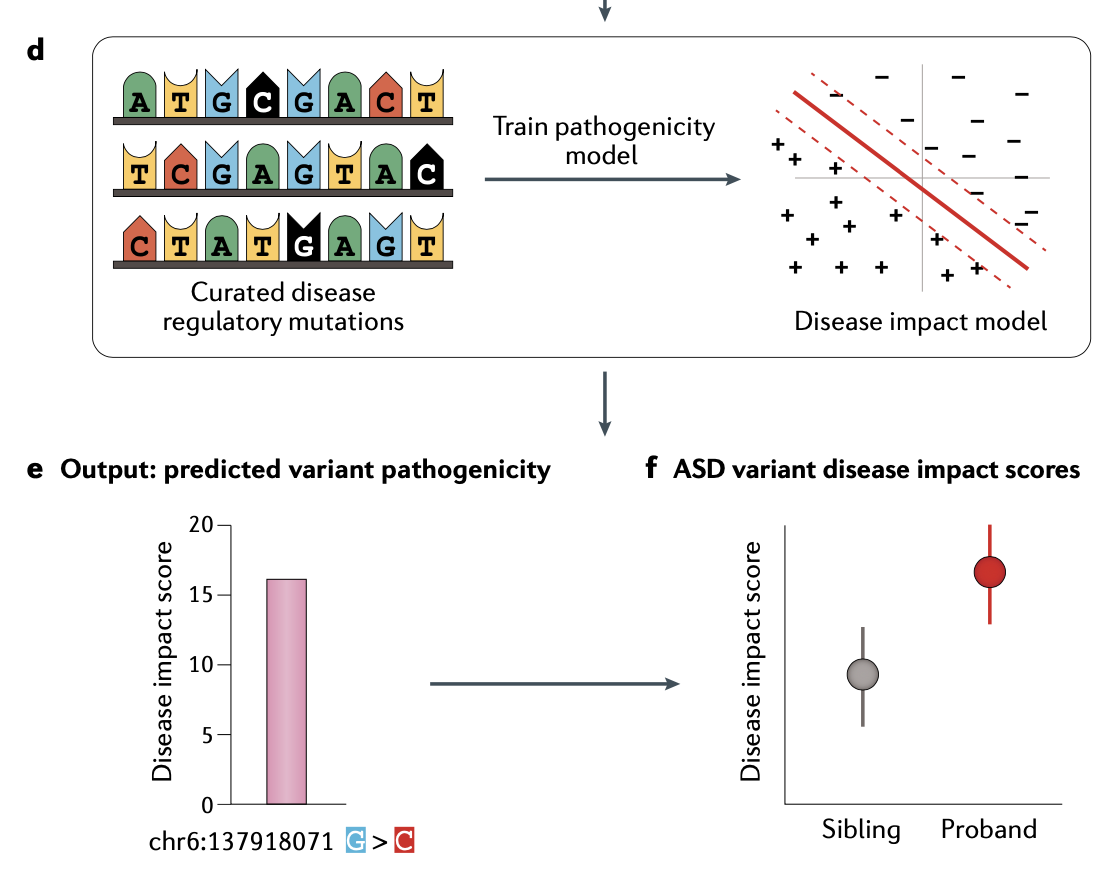 d
A T G C G A C T
T C G A G T A C
C T A T G A G T
Curated disease
regulatory mutations
Train pathogenicity
model
Disease impact model
e Output: predicted variant pathogenicity
Disease impact score
20
15
10
5
0
chr6:137918071 G > C
f ASD variant disease impact scores
Disease impact score
Sibling Proband